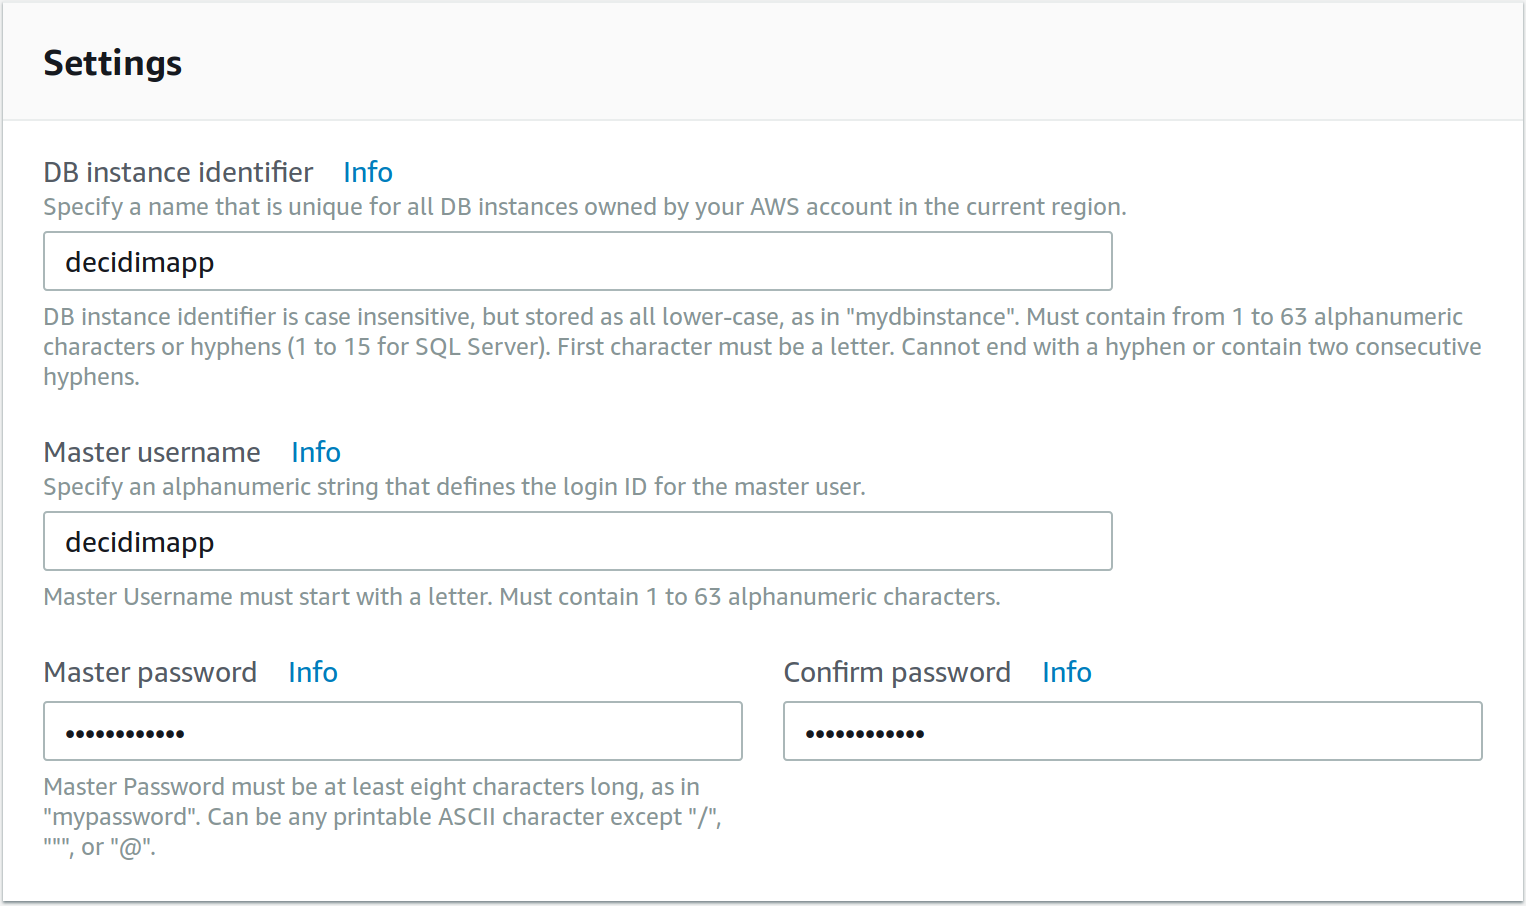 Settings
DB instance identifier Info
Specify a name that is unique for all DB instances owned by your AWS account in the current region.
decidimapp
DB instance identifier is case insensitive, but stored as all lower-case, as in "mydbinstance". Must contain from 1 to 63 alphanumeric
characters or hyphens (1 to 15 for SQL Server). First character must be a letter. Cannot end with a hyphen or contain two consecutive
hyphens.
Master username Info
Specify an alphanumeric string that defines the login ID for the master user.
decidimapp
Master Username must start with a letter. Must contain 1 to 63 alphanumeric characters.
Master password Info
••••••••••••
Master Password must be at least eight characters long, as in
"mypassword". Can be any printable ASCII character except "/",
""", or "@".
Confirm password Info
••••••••••••